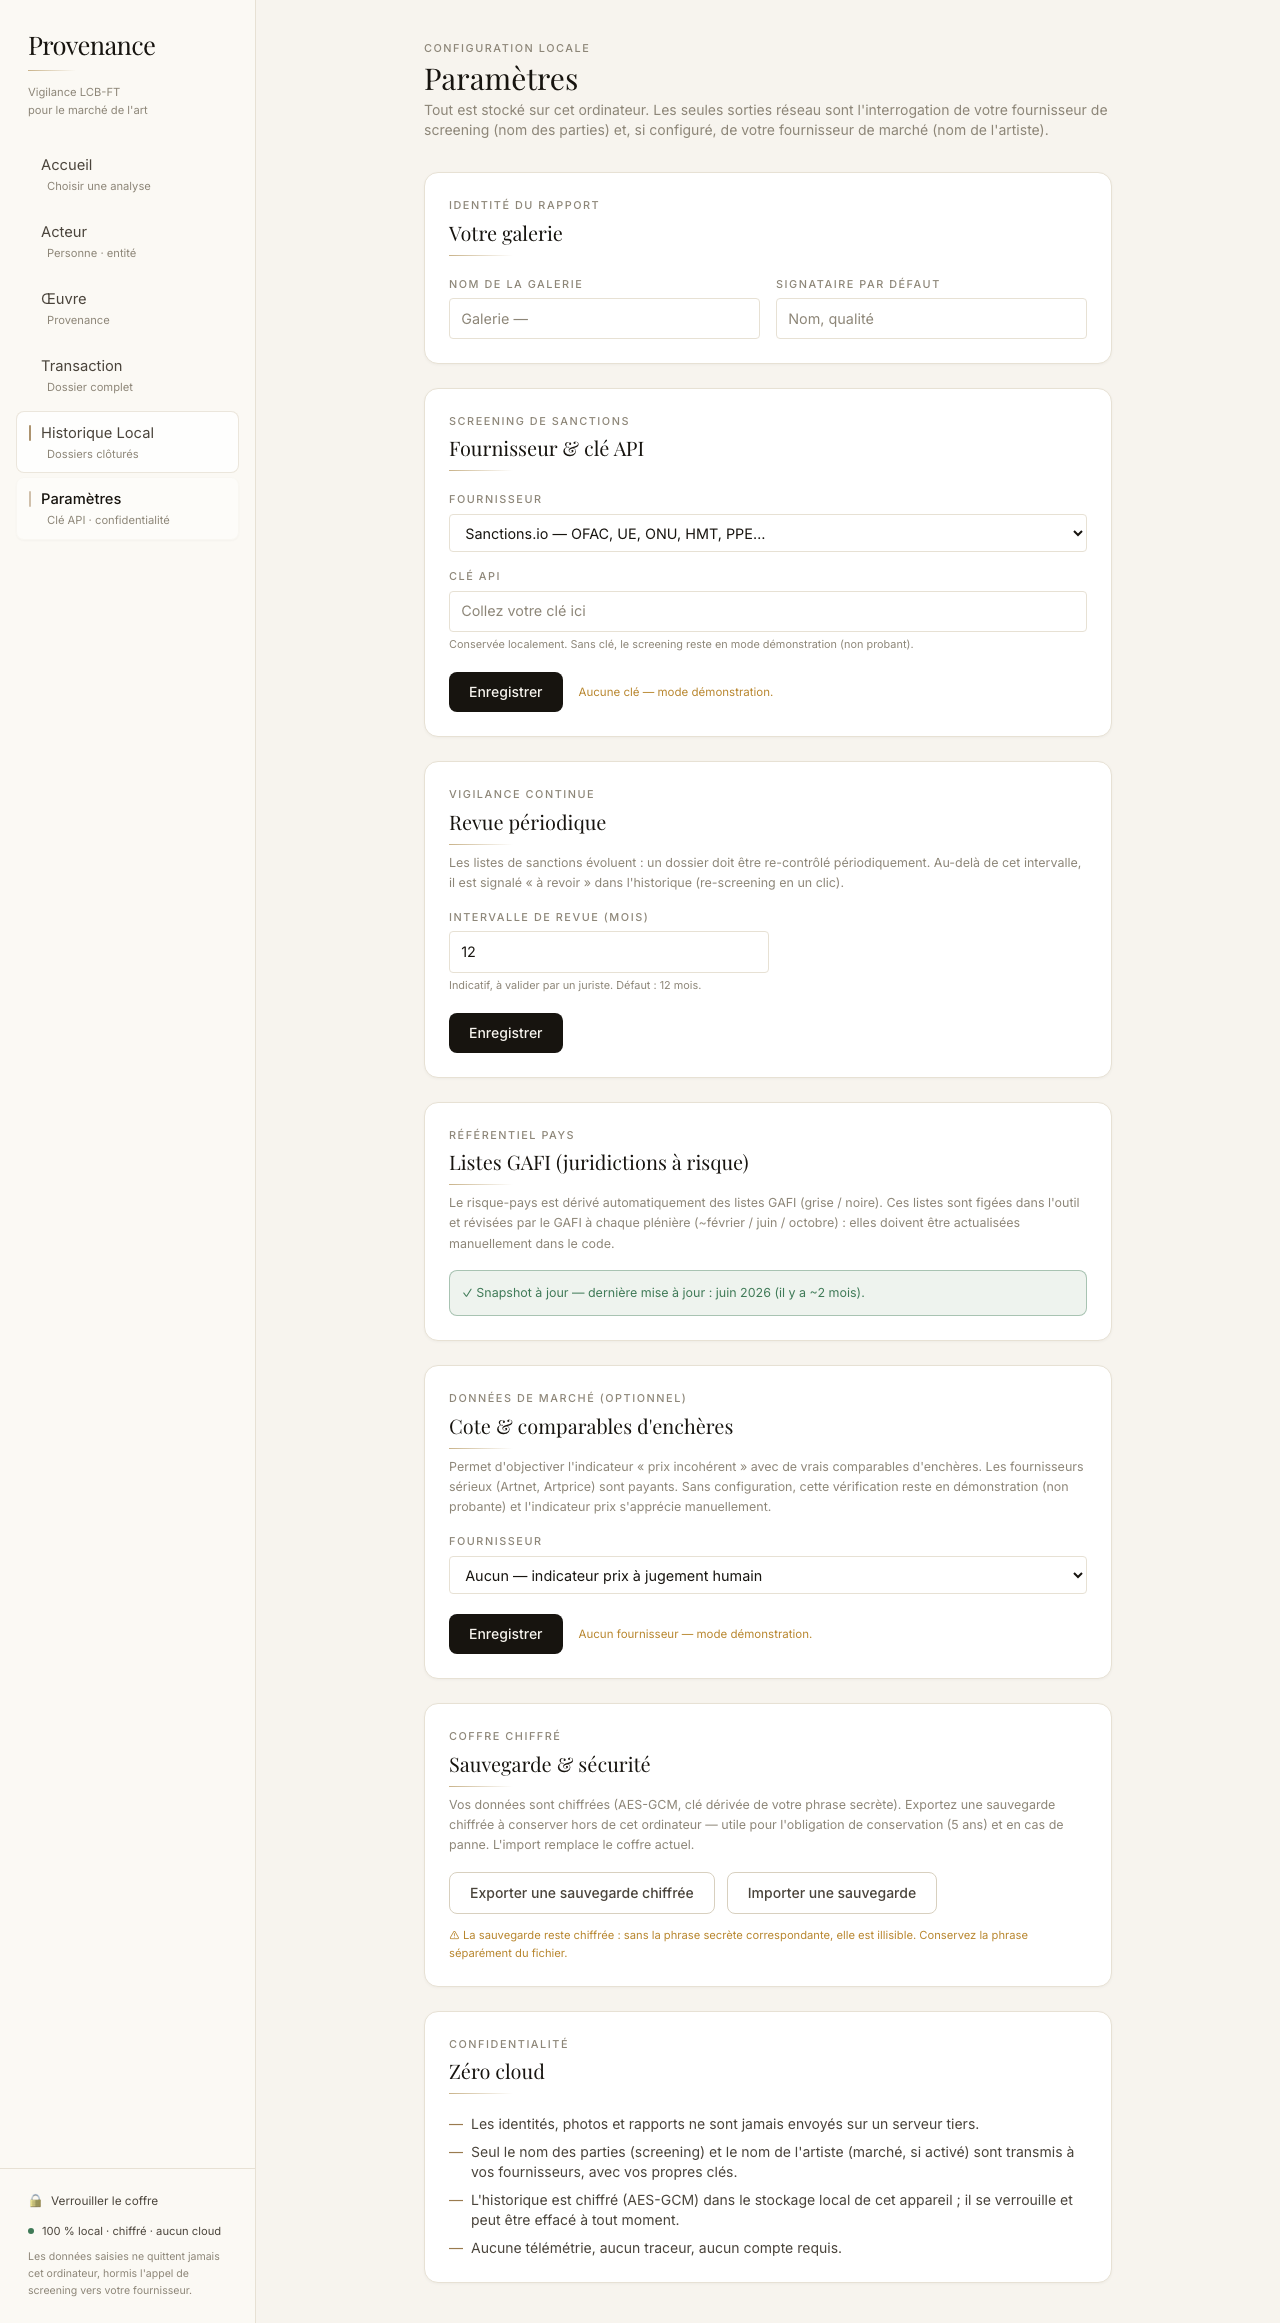 Provenance
Vigilance LCB-FT
pour le marché de l'art
Accueil
Choisir une analyse
Acteur
Personne · entité
Œuvre
Provenance
Transaction
Dossier complet
Historique Local
Dossiers clôturés
Paramètres
Clé API · confidentialité
Verrouiller le coffre
100 % local · chiffré · aucun cloud
Les données saisies ne quittent jamais
cet ordinateur, hormis l'appel de
screening vers votre fournisseur.
CONFIGURATION LOCALE
Paramètres
Tout est stocké sur cet ordinateur. Les seules sorties réseau sont l'interrogation de votre fournisseur de
screening (nom des parties) et, si configuré, de votre fournisseur de marché (nom de l'artiste).
IDENTITÉ DU RAPPORT
Votre galerie
NOM DE LA GALERIE
Galerie —
SIGNATAIRE PAR DÉFAUT
Nom, qualité
SCREENING DE SANCTIONS
Fournisseur & clé API
FOURNISSEUR
Sanctions.io — OFAC, UE, ONU, HMT, PPE…
CLÉ API
Collez votre clé ici
Conservée localement. Sans clé, le screening reste en mode démonstration (non probant).
Enregistrer
Aucune clé — mode démonstration.
VIGILANCE CONTINUE
Revue périodique
Les listes de sanctions évoluent : un dossier doit être re-contrôlé périodiquement. Au-delà de cet intervalle,
il est signalé « à revoir » dans l'historique (re-screening en un clic).
INTERVALLE DE REVUE (MOIS)
12
Indicatif, à valider par un juriste. Défaut : 12 mois.
Enregistrer
RÉFÉRENTIEL PAYS
Listes GAFI (juridictions à risque)
Le risque-pays est dérivé automatiquement des listes GAFI (grise / noire). Ces listes sont figées dans l'outil
et révisées par le GAFI à chaque plénière (~février / juin / octobre) : elles doivent être actualisées
manuellement dans le code.
✓ Snapshot à jour — dernière mise à jour : juin 2026 (il y a ~2 mois).
DONNÉES DE MARCHÉ (OPTIONNEL)
Cote & comparables d'enchères
Permet d'objectiver l'indicateur « prix incohérent » avec de vrais comparables d'enchères. Les fournisseurs
sérieux (Artnet, Artprice) sont payants. Sans configuration, cette vérification reste en démonstration (non
probante) et l'indicateur prix s'apprécie manuellement.
FOURNISSEUR
Aucun — indicateur prix à jugement humain
Enregistrer
Aucun fournisseur — mode démonstration.
COFFRE CHIFFRÉ
Sauvegarde & sécurité
Vos données sont chiffrées (AES-GCM, clé dérivée de votre phrase secrète). Exportez une sauvegarde
chiffrée à conserver hors de cet ordinateur — utile pour l'obligation de conservation (5 ans) et en cas de
panne. L'import remplace le coffre actuel.
Exporter une sauvegarde chiffrée
Importer une sauvegarde
⚠ La sauvegarde reste chiffrée : sans la phrase secrète correspondante, elle est illisible. Conservez la phrase
séparément du fichier.
CONFIDENTIALITÉ
Zéro cloud
— Les identités, photos et rapports ne sont jamais envoyés sur un serveur tiers.
— Seul le nom des parties (screening) et le nom de l'artiste (marché, si activé) sont transmis à
vos fournisseurs, avec vos propres clés.
— L'historique est chiffré (AES-GCM) dans le stockage local de cet appareil ; il se verrouille et
peut être effacé à tout moment.
— Aucune télémétrie, aucun traceur, aucun compte requis.